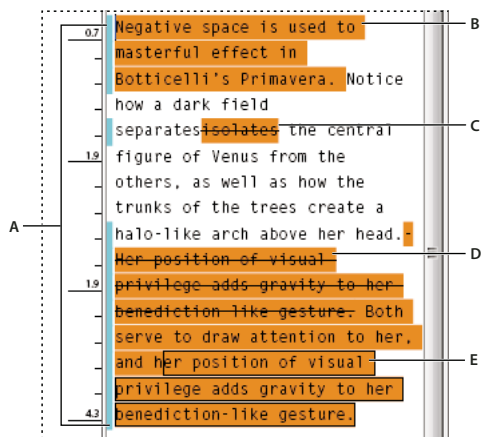 Negative space is used to
masterful effect in
Botticelli's Primavera. Notice
how a dark field
separatesisolates the central
figure of Venus from the
others, as well as how the
trunks of the trees create a
halo-like arch above her head.-
Her position of visual
privilege adds gravity to her
benediction like gesture. Both
serve to draw attention to her,
and her position of visual
privilege adds gravity to her
benediction-like gesture.
0.7
1.9
1.9
4.3
A
B
C
D
E